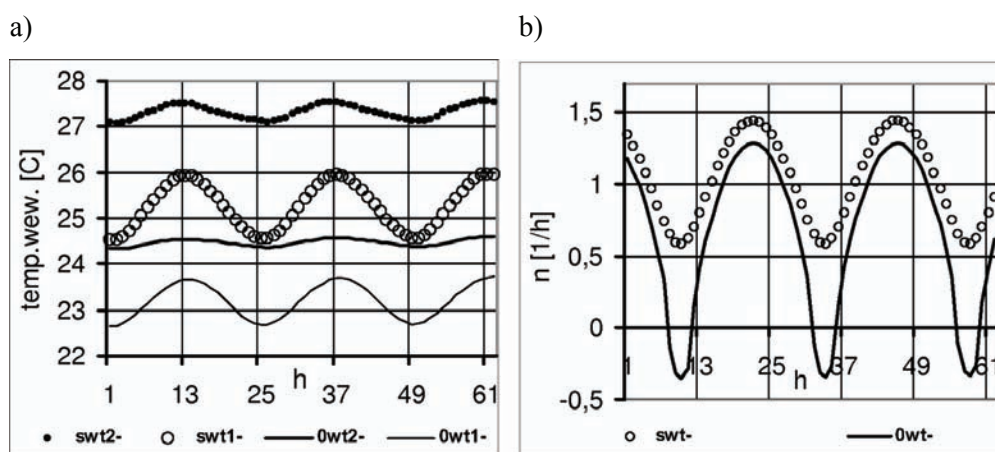 a)
b)
temp.wew. [C]
28
27
26
25
24
23
22
1 13 25 37 49 61
h
swt2- swt1- 0wt2- 0wt1-
n [1/h]
1,5
1
0,5
0
-0,5
1 13 25 37 49 61
h
swt- 0wt-